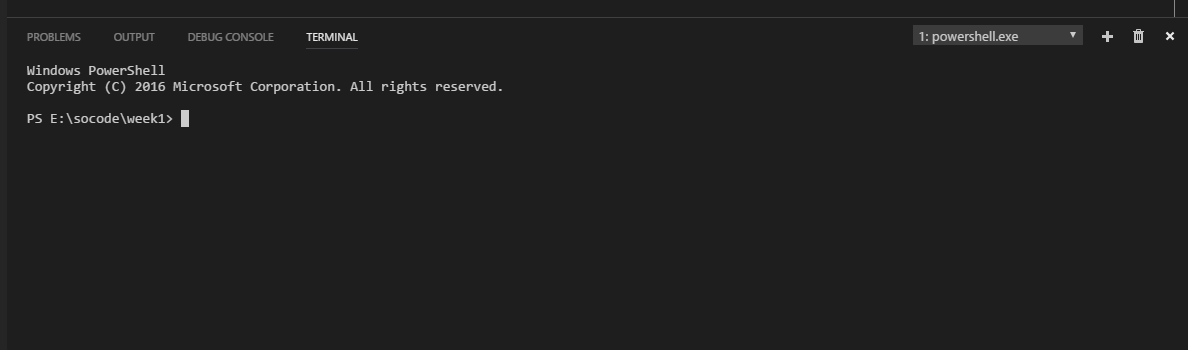 PROBLEMS OUTPUT DEBUG CONSOLE TERMINAL 1: powershell.exe
Windows PowerShell
Copyright (C) 2016 Microsoft Corporation. All rights reserved.
PS E:\socode\week1>